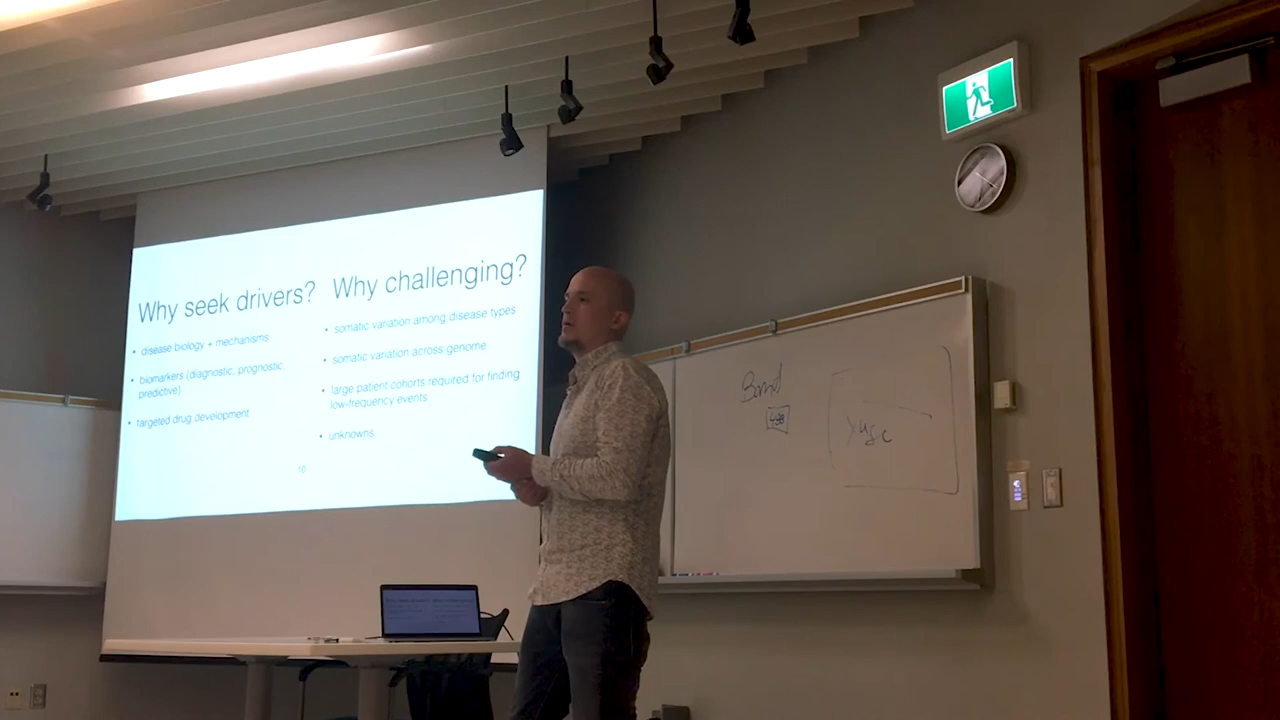 Why seek drivers?
• disease biology + mechanisms
• biomarkers (diagnostic, prognostic,
predictive)
• targeted drug development
Why challenging?
• somatic variation among disease types
• somatic variation across genome
• large patient cohorts required for finding
low-frequency events
• unknowns
10